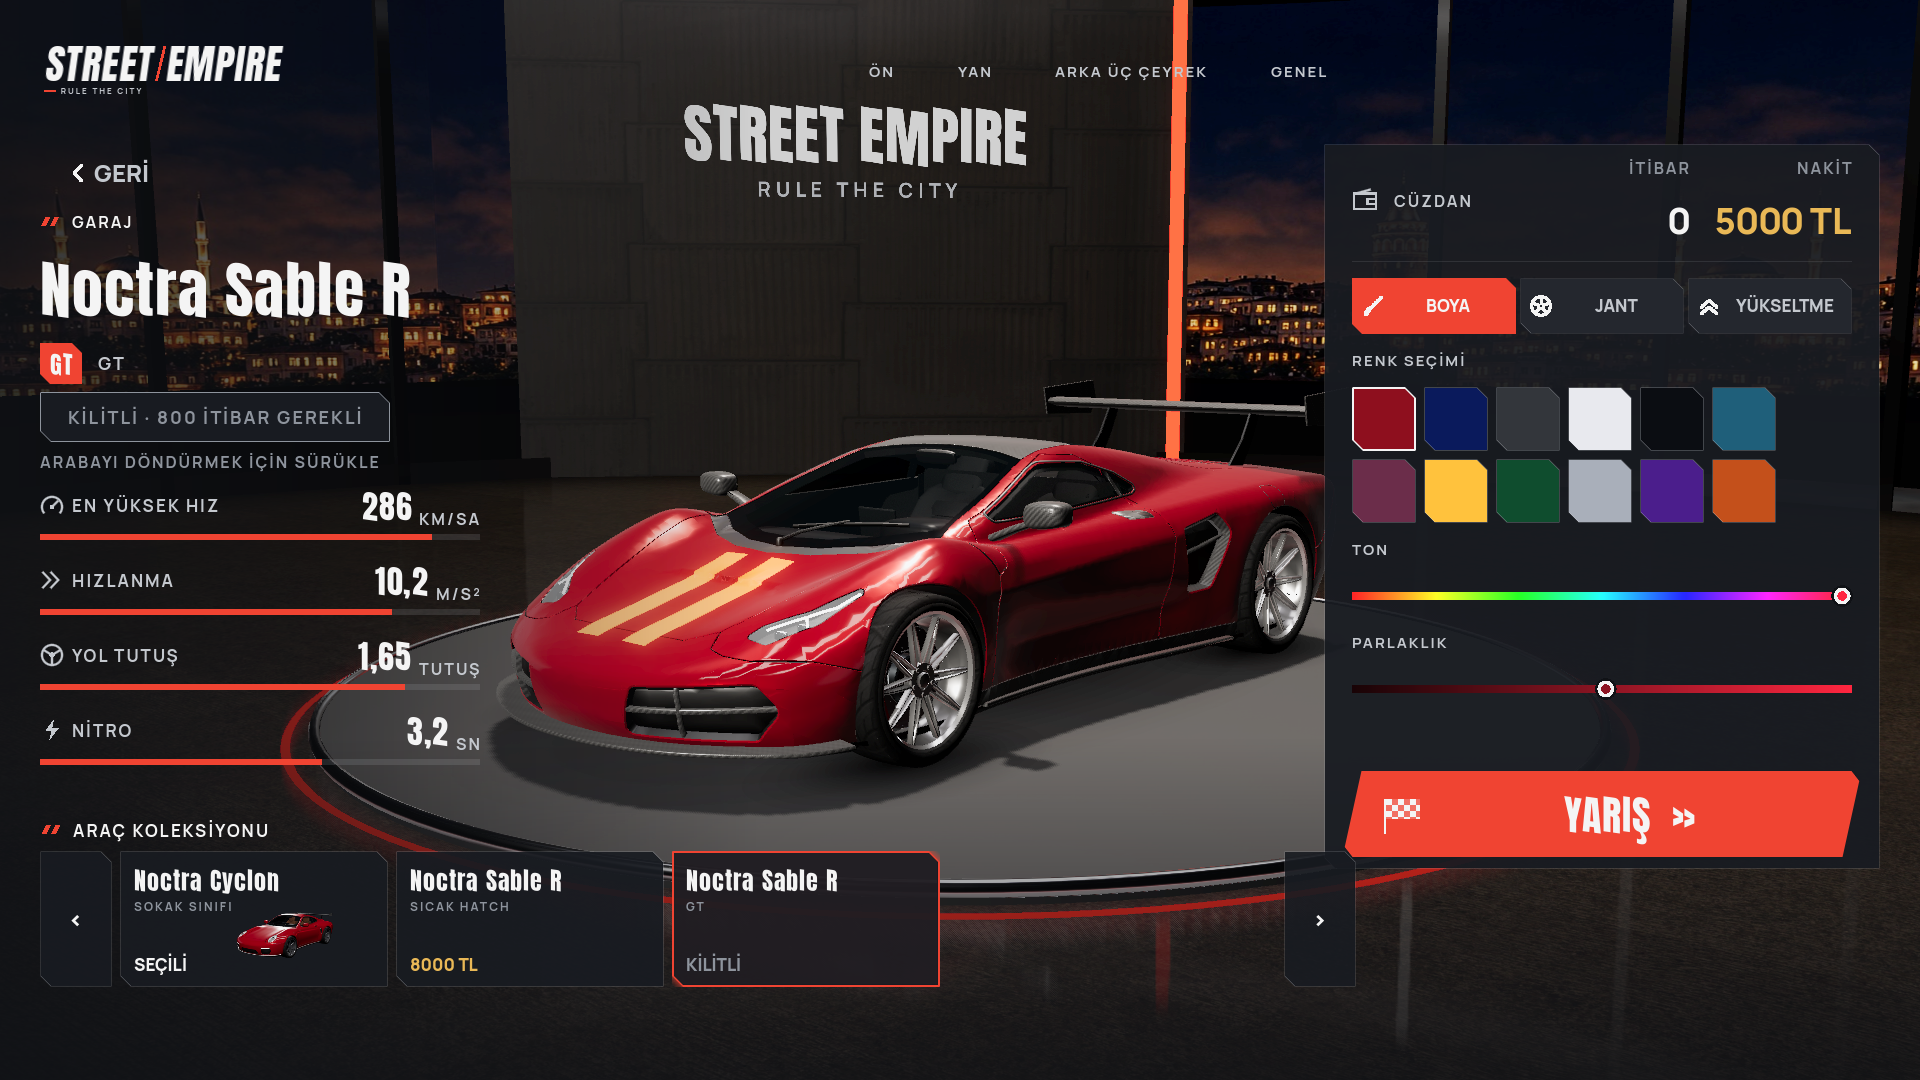 STREET/EMPIRE
RULE THE CITY
ÖN
YAN
ARKA ÜÇ ÇEYREK
GENEL
STREET EMPIRE
RULE THE CITY
GERİ
GARAJ
Noctra Sable R
GT
GT
KİLİTLİ · 800 İTİBAR GEREKLİ
ARABAYI DÖNDÜRMEK İÇİN SÜRÜKLE
EN YÜKSEK HIZ 286 KM/SA
HIZLANMA 10,2 M/S²
YOL TUTUŞ 1,65 TUTUŞ
NİTRO 3,2 SN
CÜZDAN
İTİBAR
0
NAKİT
5000 TL
BOYA
JANT
YÜKSELTME
RENK SEÇİMİ
TON
PARLAKLIK
YARIŞ »
ARAÇ KOLEKSİYONU
Noctra Cyclon
SOKAK SINIFI
SEÇİLİ
Noctra Sable R
SICAK HATCH
8000 TL
Noctra Sable R
GT
KİLİTLİ